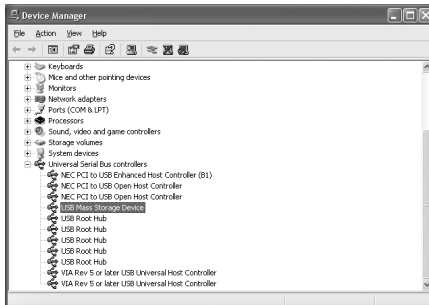 Device Manager
File Action View Help
Keyboards
Mice and other pointing devices
Monitors
Network adapters
Ports (COM & LPT)
Processors
Sound, video and game controllers
Storage volumes
System devices
Universal Serial Bus controllers
NEC PCI to USB Enhanced Host Controller (B1)
NEC PCI to USB Open Host Controller
NEC PCI to USB Open Host Controller
USB Mass Storage Device
USB Root Hub
USB Root Hub
USB Root Hub
USB Root Hub
USB Root Hub
VIA Rev 5 or later USB Universal Host Controller
VIA Rev 5 or later USB Universal Host Controller